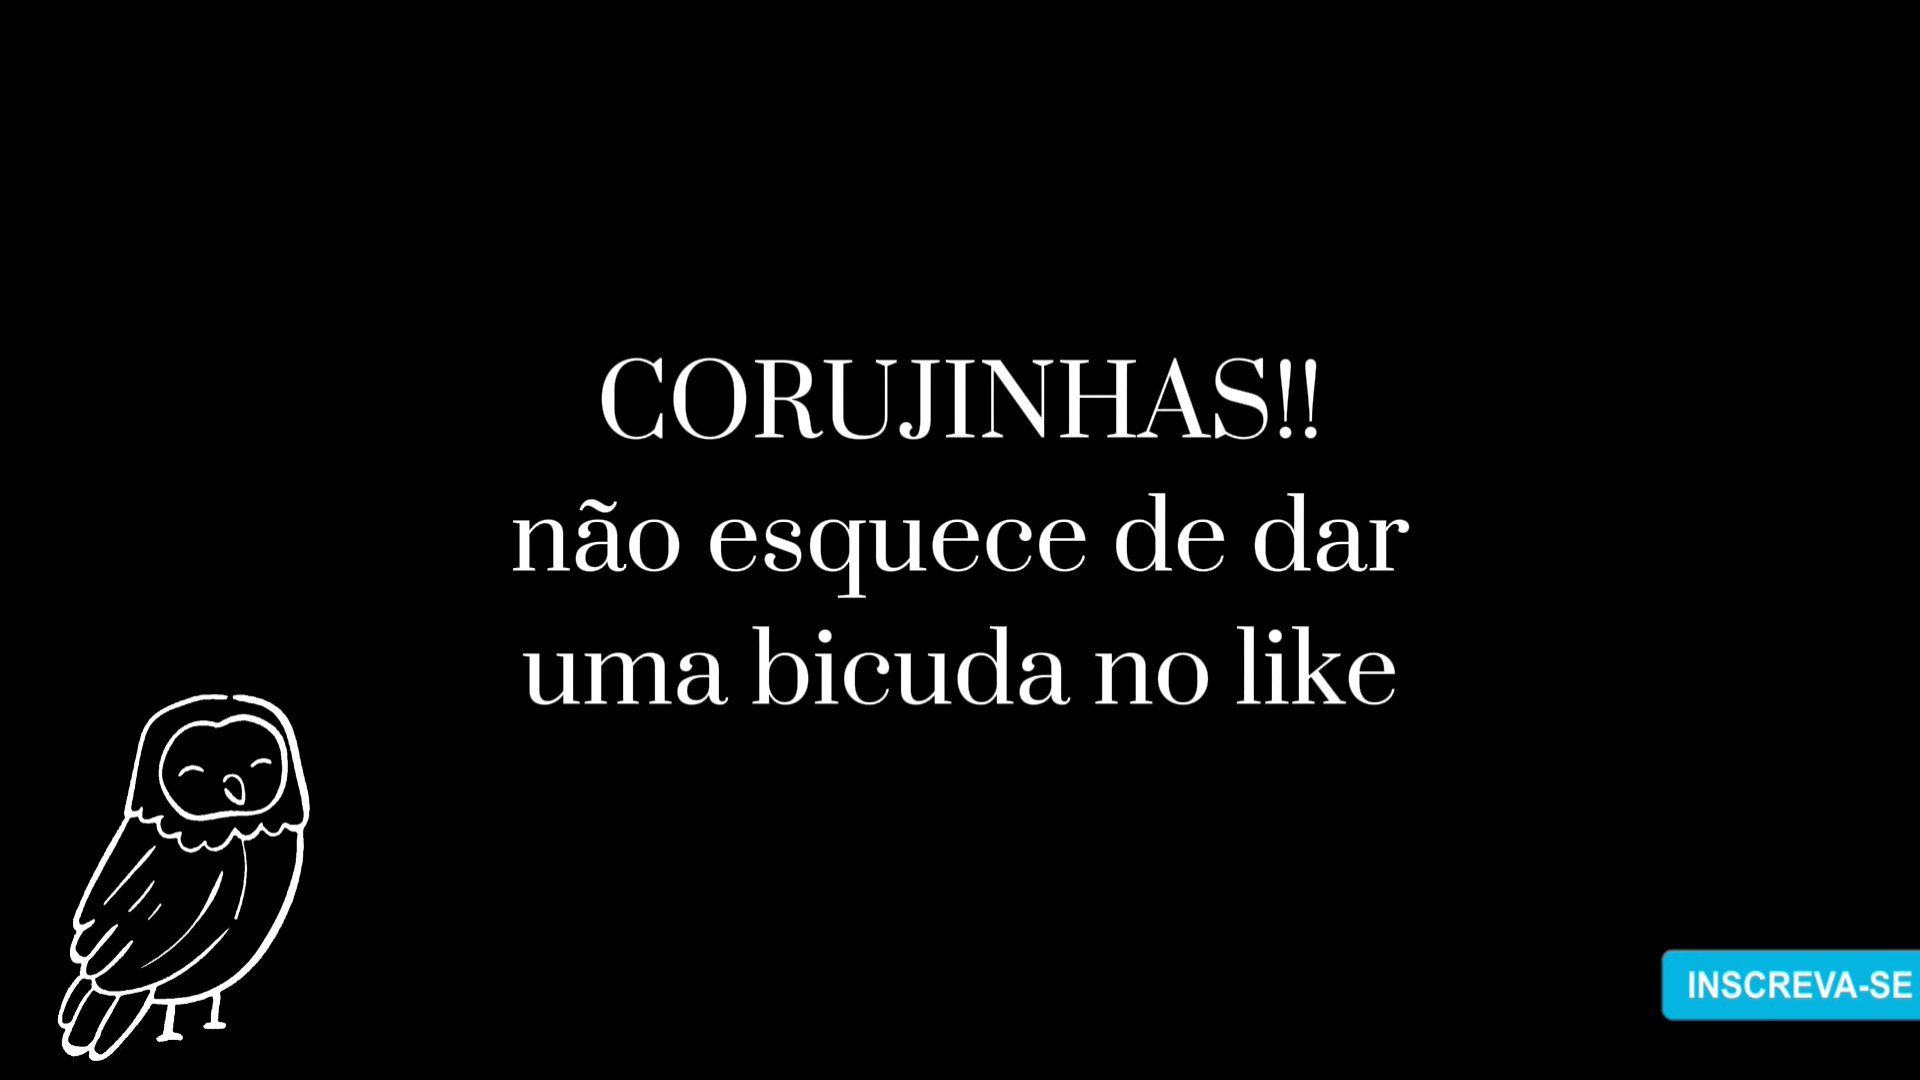 CORUJINHAS!!
não esquece de dar
uma bicuda no like
INSCREVA-SE